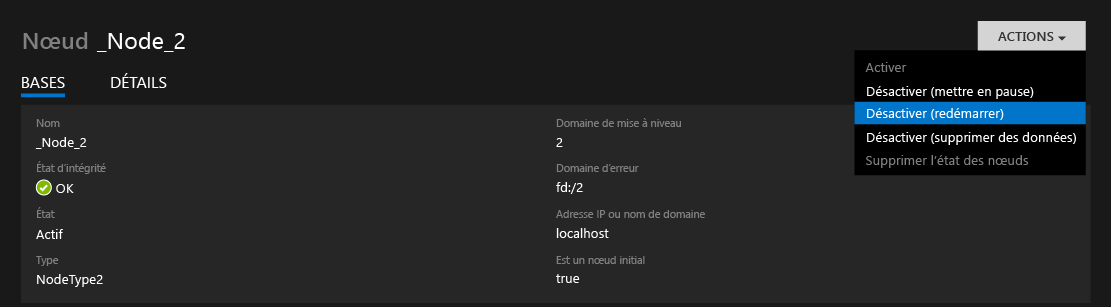 Nœud _Node_2
ACTIONS
BASES
DÉTAILS
Activer
Désactiver (mettre en pause)
Désactiver (redémarrer)
Désactiver (supprimer des données)
Supprimer l'état des nœuds
Nom
_Node_2
État d'intégrité
OK
État
Actif
Type
NodeType2
Domaine de mise à niveau
2
Domaine d'erreur
fd:/2
Adresse IP ou nom de domaine
localhost
Est un nœud initial
true